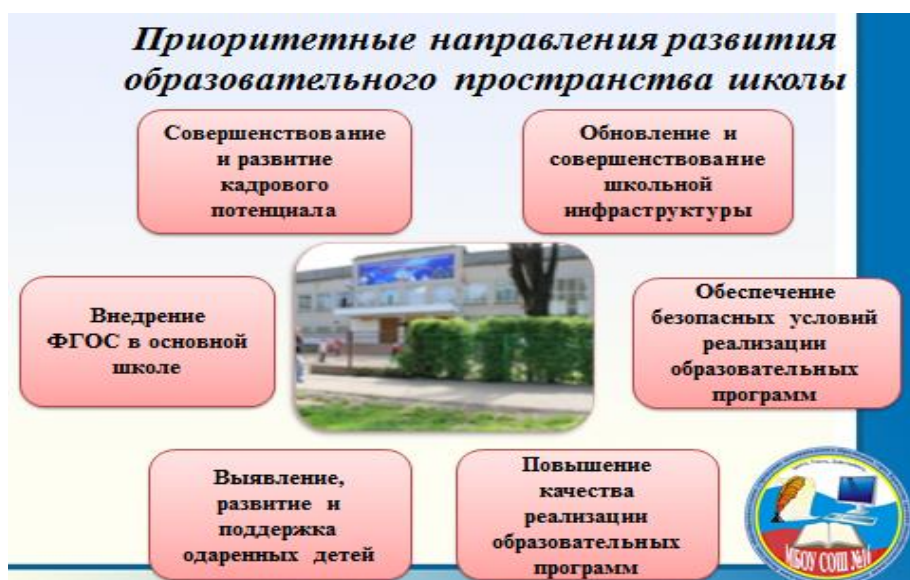 Приоритетные направления развития
образовательного пространства школы
Совершенствование
и развитие
кадрового
потенциала
Обновление и
совершенствование
школьной
инфраструктуры
Внедрение
ФГОС в основной
школе
Обеспечение
безопасных условий
реализации
образовательных
программ
Выявление,
развитие и
поддержка
одаренных детей
Повышение
качества
реализации
образовательных
программ
МБОУ СОШ